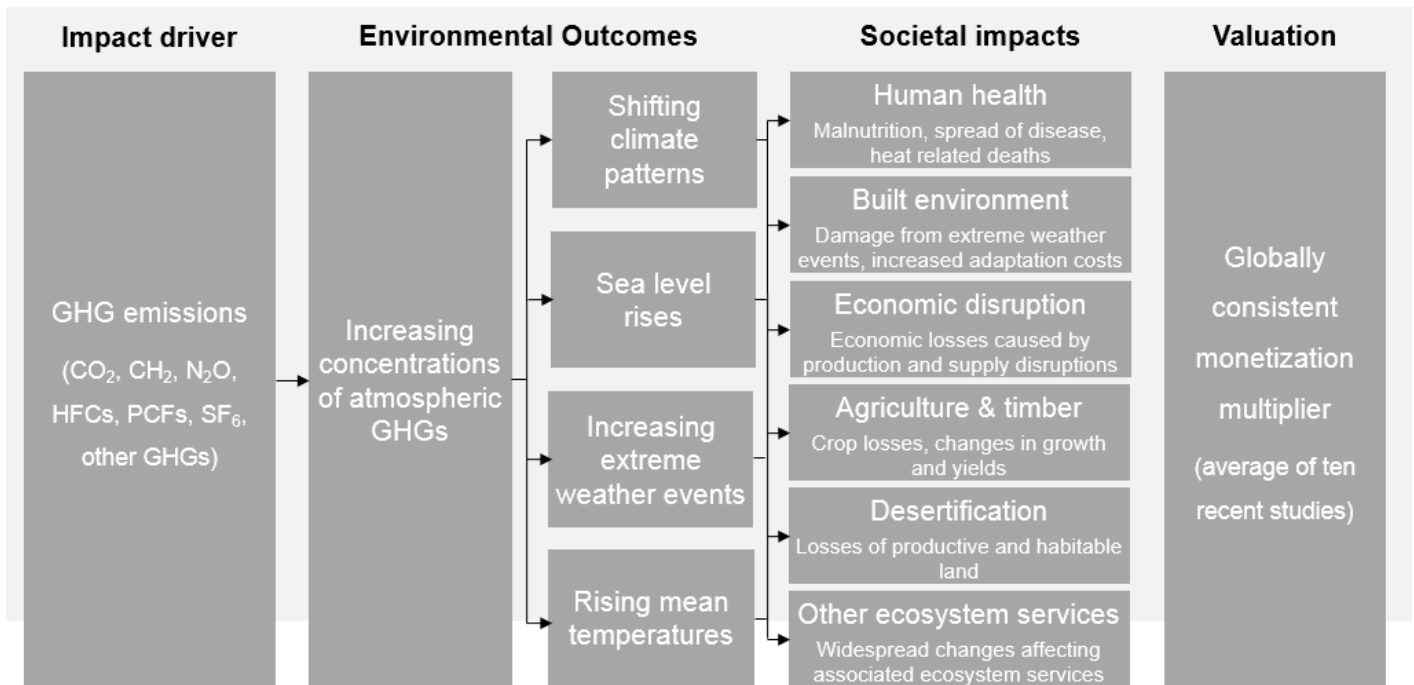 Impact driver
Environmental Outcomes
Societal impacts
Valuation
GHG emissions
(CO₂, CH₂, N₂O,
HFCs, PCFs, SF₆,
other GHGs)
Increasing
concentrations
of atmospheric
GHGs
Shifting
climate
patterns
Sea level
rises
Increasing
extreme
weather events
Rising mean
temperatures
Human health
Malnutrition, spread of disease,
heat related deaths
Built environment
Damage from extreme weather
events, increased adaptation costs
Economic disruption
Economic losses caused by
production and supply disruptions
Agriculture & timber
Crop losses, changes in growth
and yields
Desertification
Losses of productive and habitable
land
Other ecosystem services
Widespread changes affecting
associated ecosystem services
Globally
consistent
monetization
multiplier
(average of ten
recent studies)